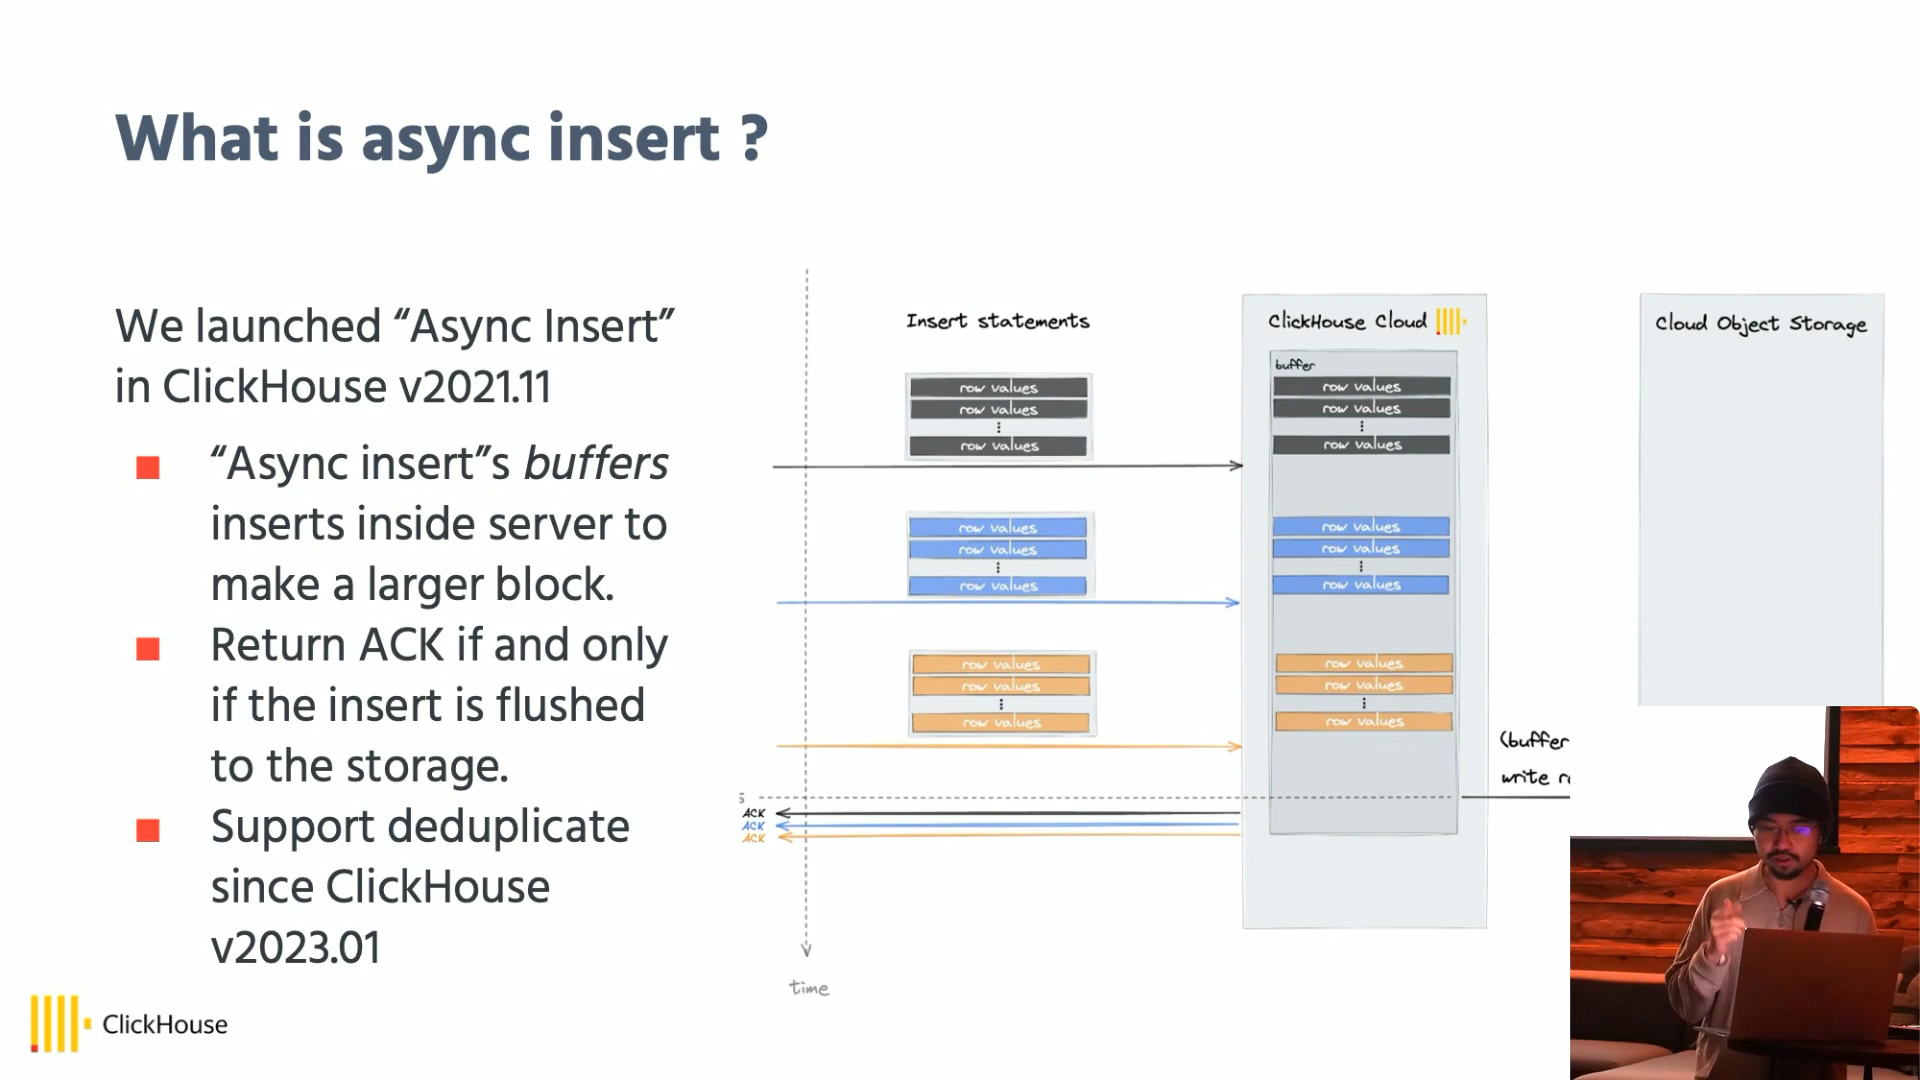 What is async insert ?
We launched “Async Insert”
in ClickHouse v2021.11
“Async insert”s buffers
inserts inside server to
make a larger block.
Return ACK if and only
if the insert is flushed
to the storage.
Support deduplicate
since ClickHouse
v2023.01
ClickHouse
Insert statements
row values
row values
row values
row values
row values
row values
row values
row values
row values
ACK
ACK
ACK
time
ClickHouse Cloud
buffer
row values
row values
row values
row values
row values
row values
row values
row values
row values
Cloud Object Storage
(buffer
write